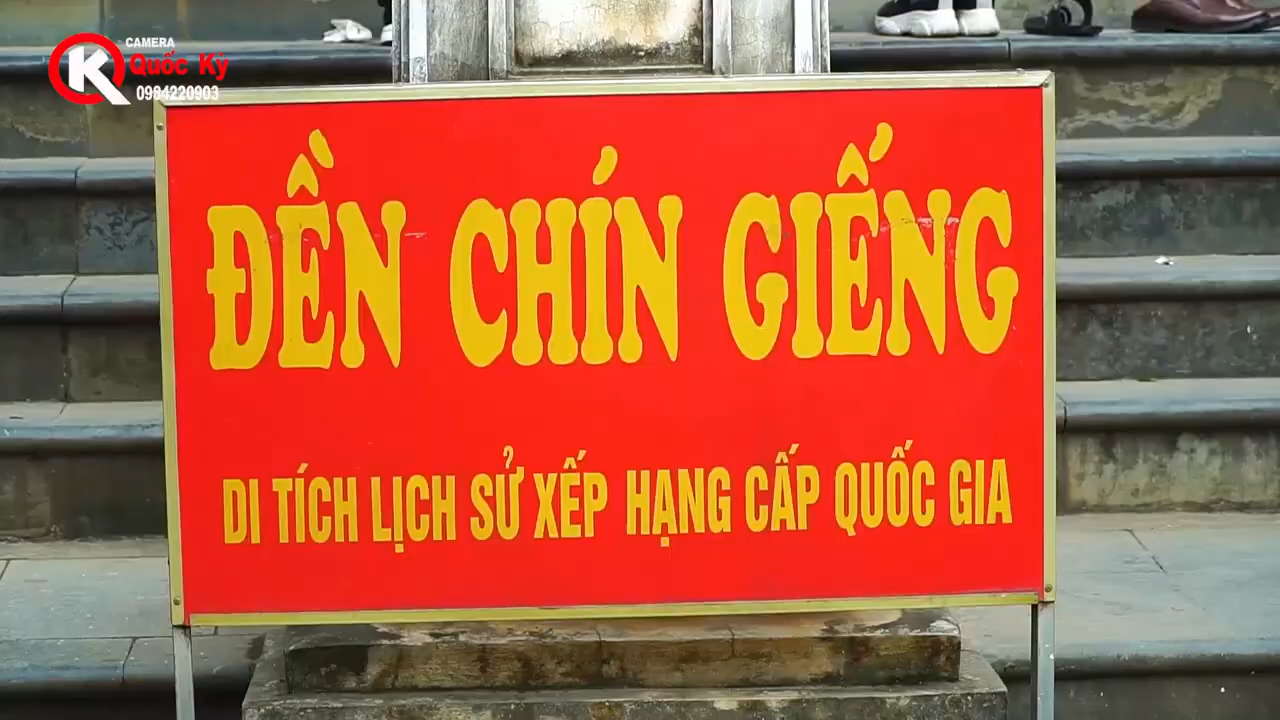 CAMERA
Quốc Kỳ
0984220903
ĐỀN CHÍN GIẾNG
DI TÍCH LỊCH SỬ XẾP HẠNG CẤP QUỐC GIA